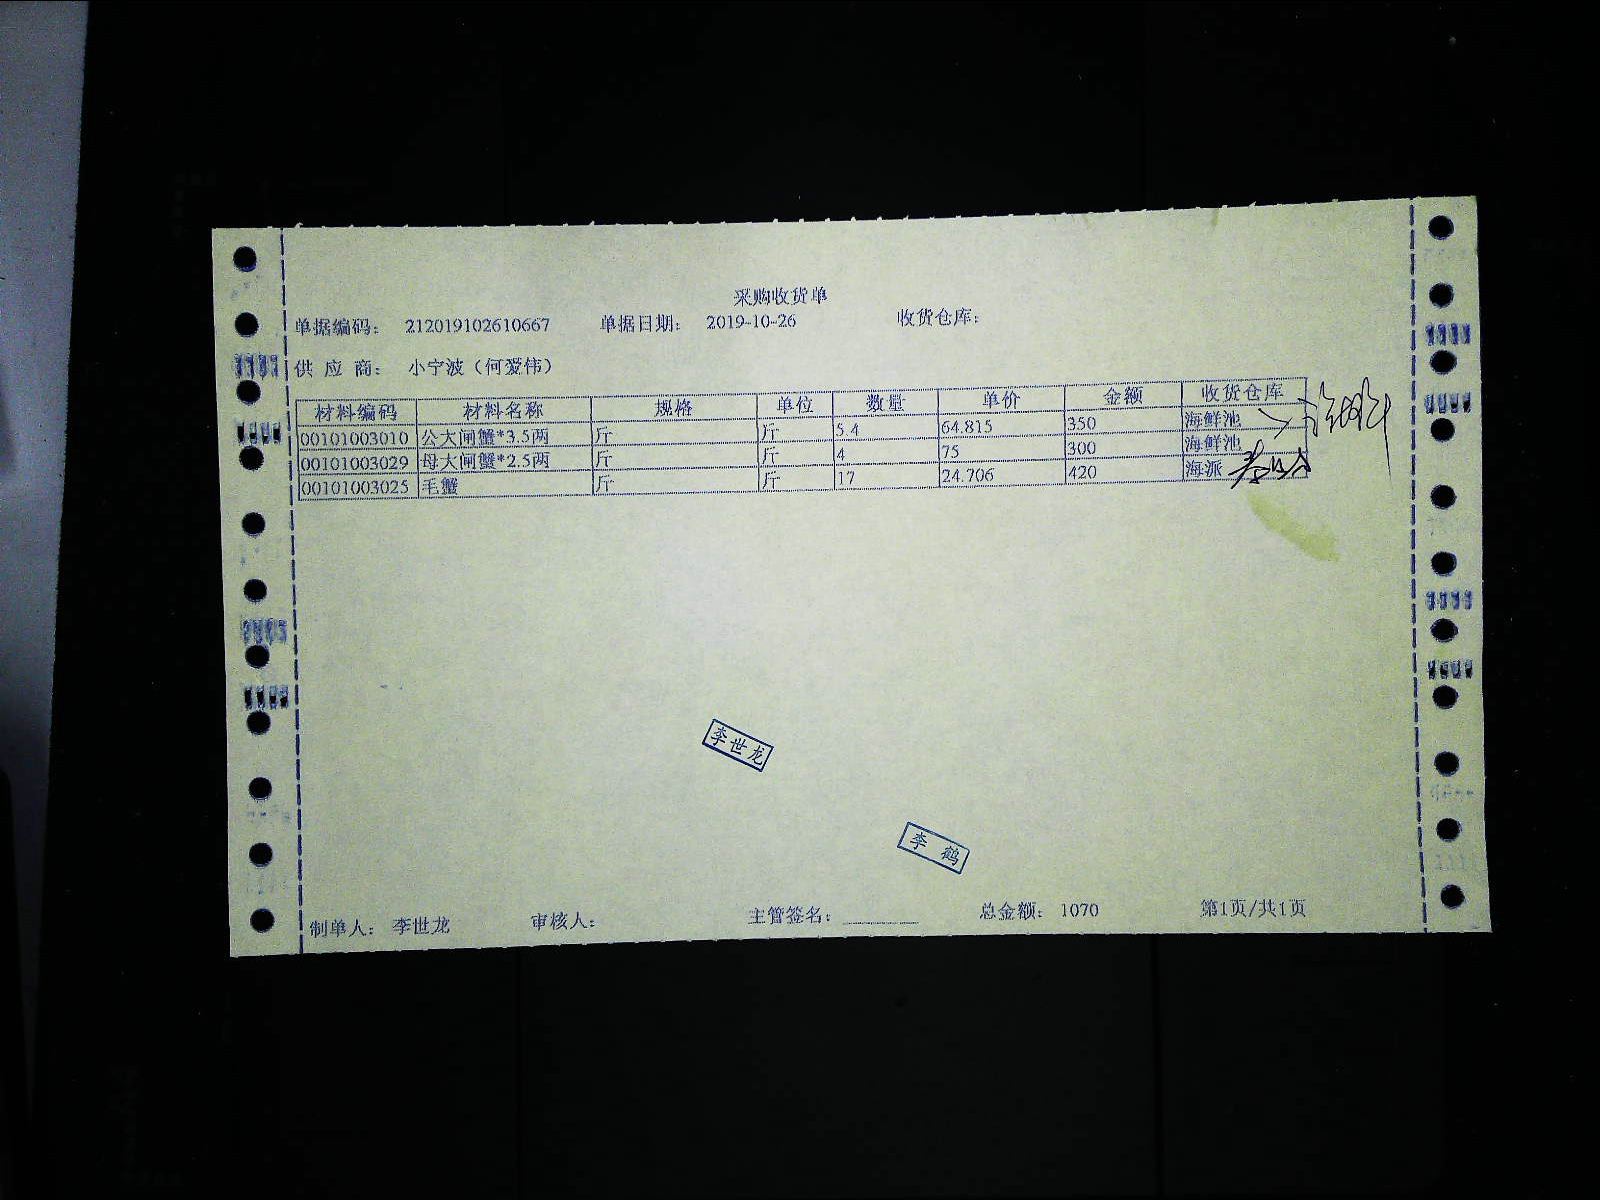 采购收货单
单据编码： 212019102610667 单据日期： 2019-10-26 收货仓库：
供 应 商： 小宁波（何爱伟）
材料编码 材料名称 规格 单位 数量 单价 金额 收货仓库
00101003010 公大闸蟹*3.5两 斤 斤 5.4 64.815 350 海鲜池
00101003029 母大闸蟹*2.5两 斤 斤 4 75 300 海鲜池
00101003025 毛蟹 斤 斤 17 24.706 420 海派
李世龙
李 鹤
制单人： 李世龙 审核人： 主管签名： 总金额： 1070 第1页/共1页